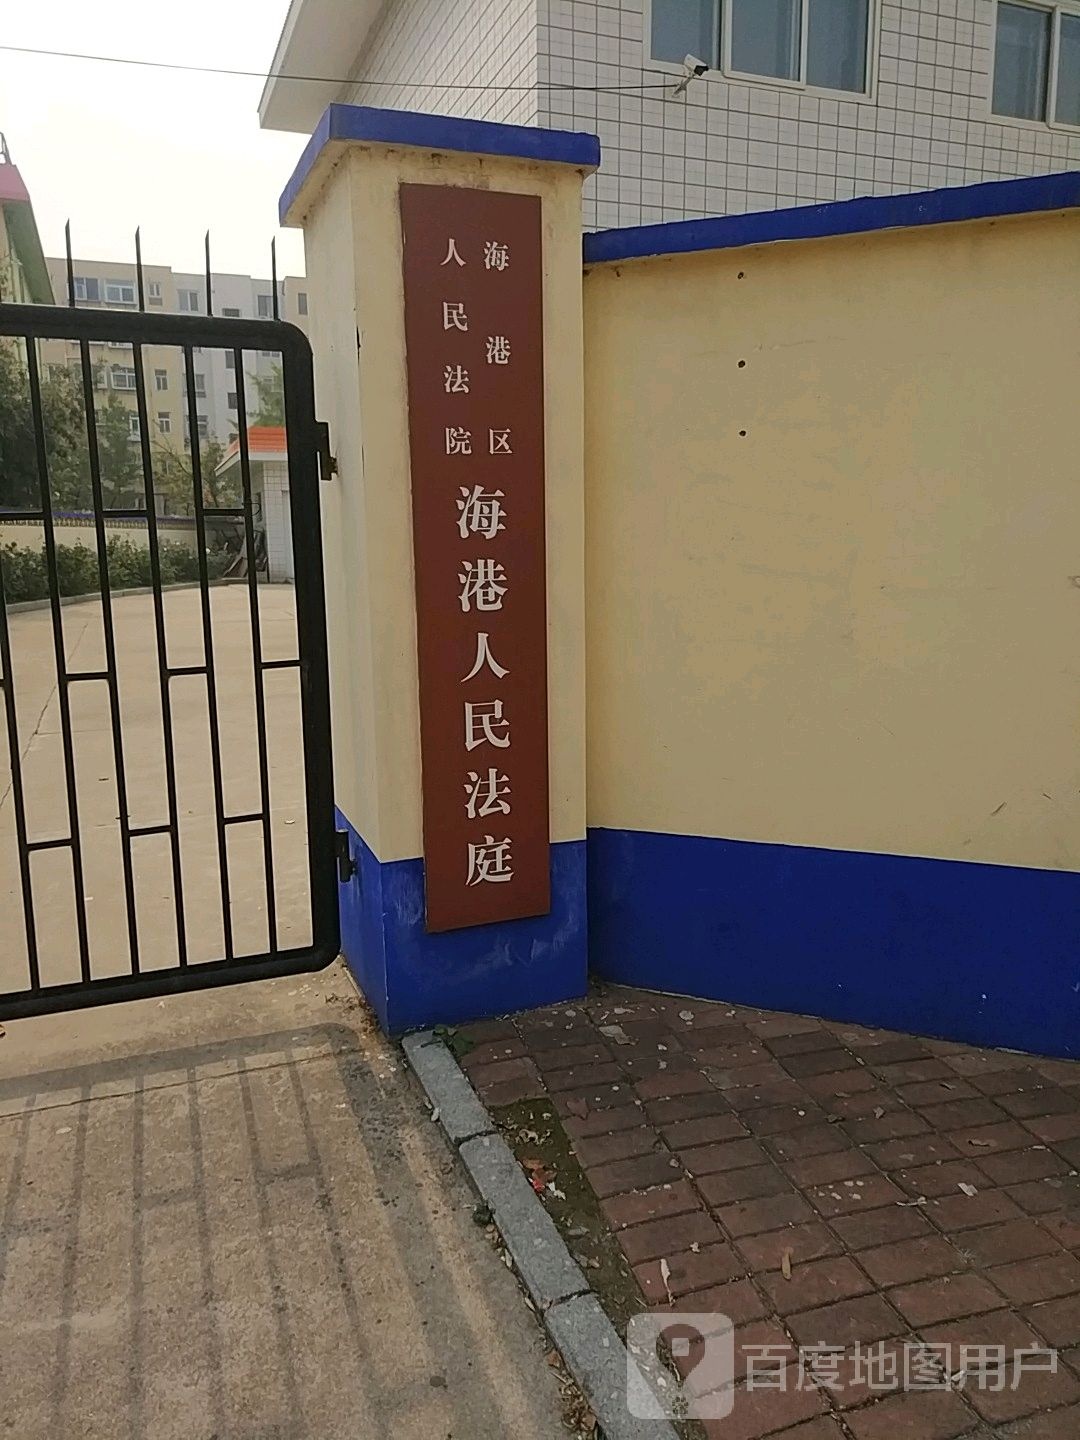 海港区
人民法院
海港人民法庭
百度地图用户